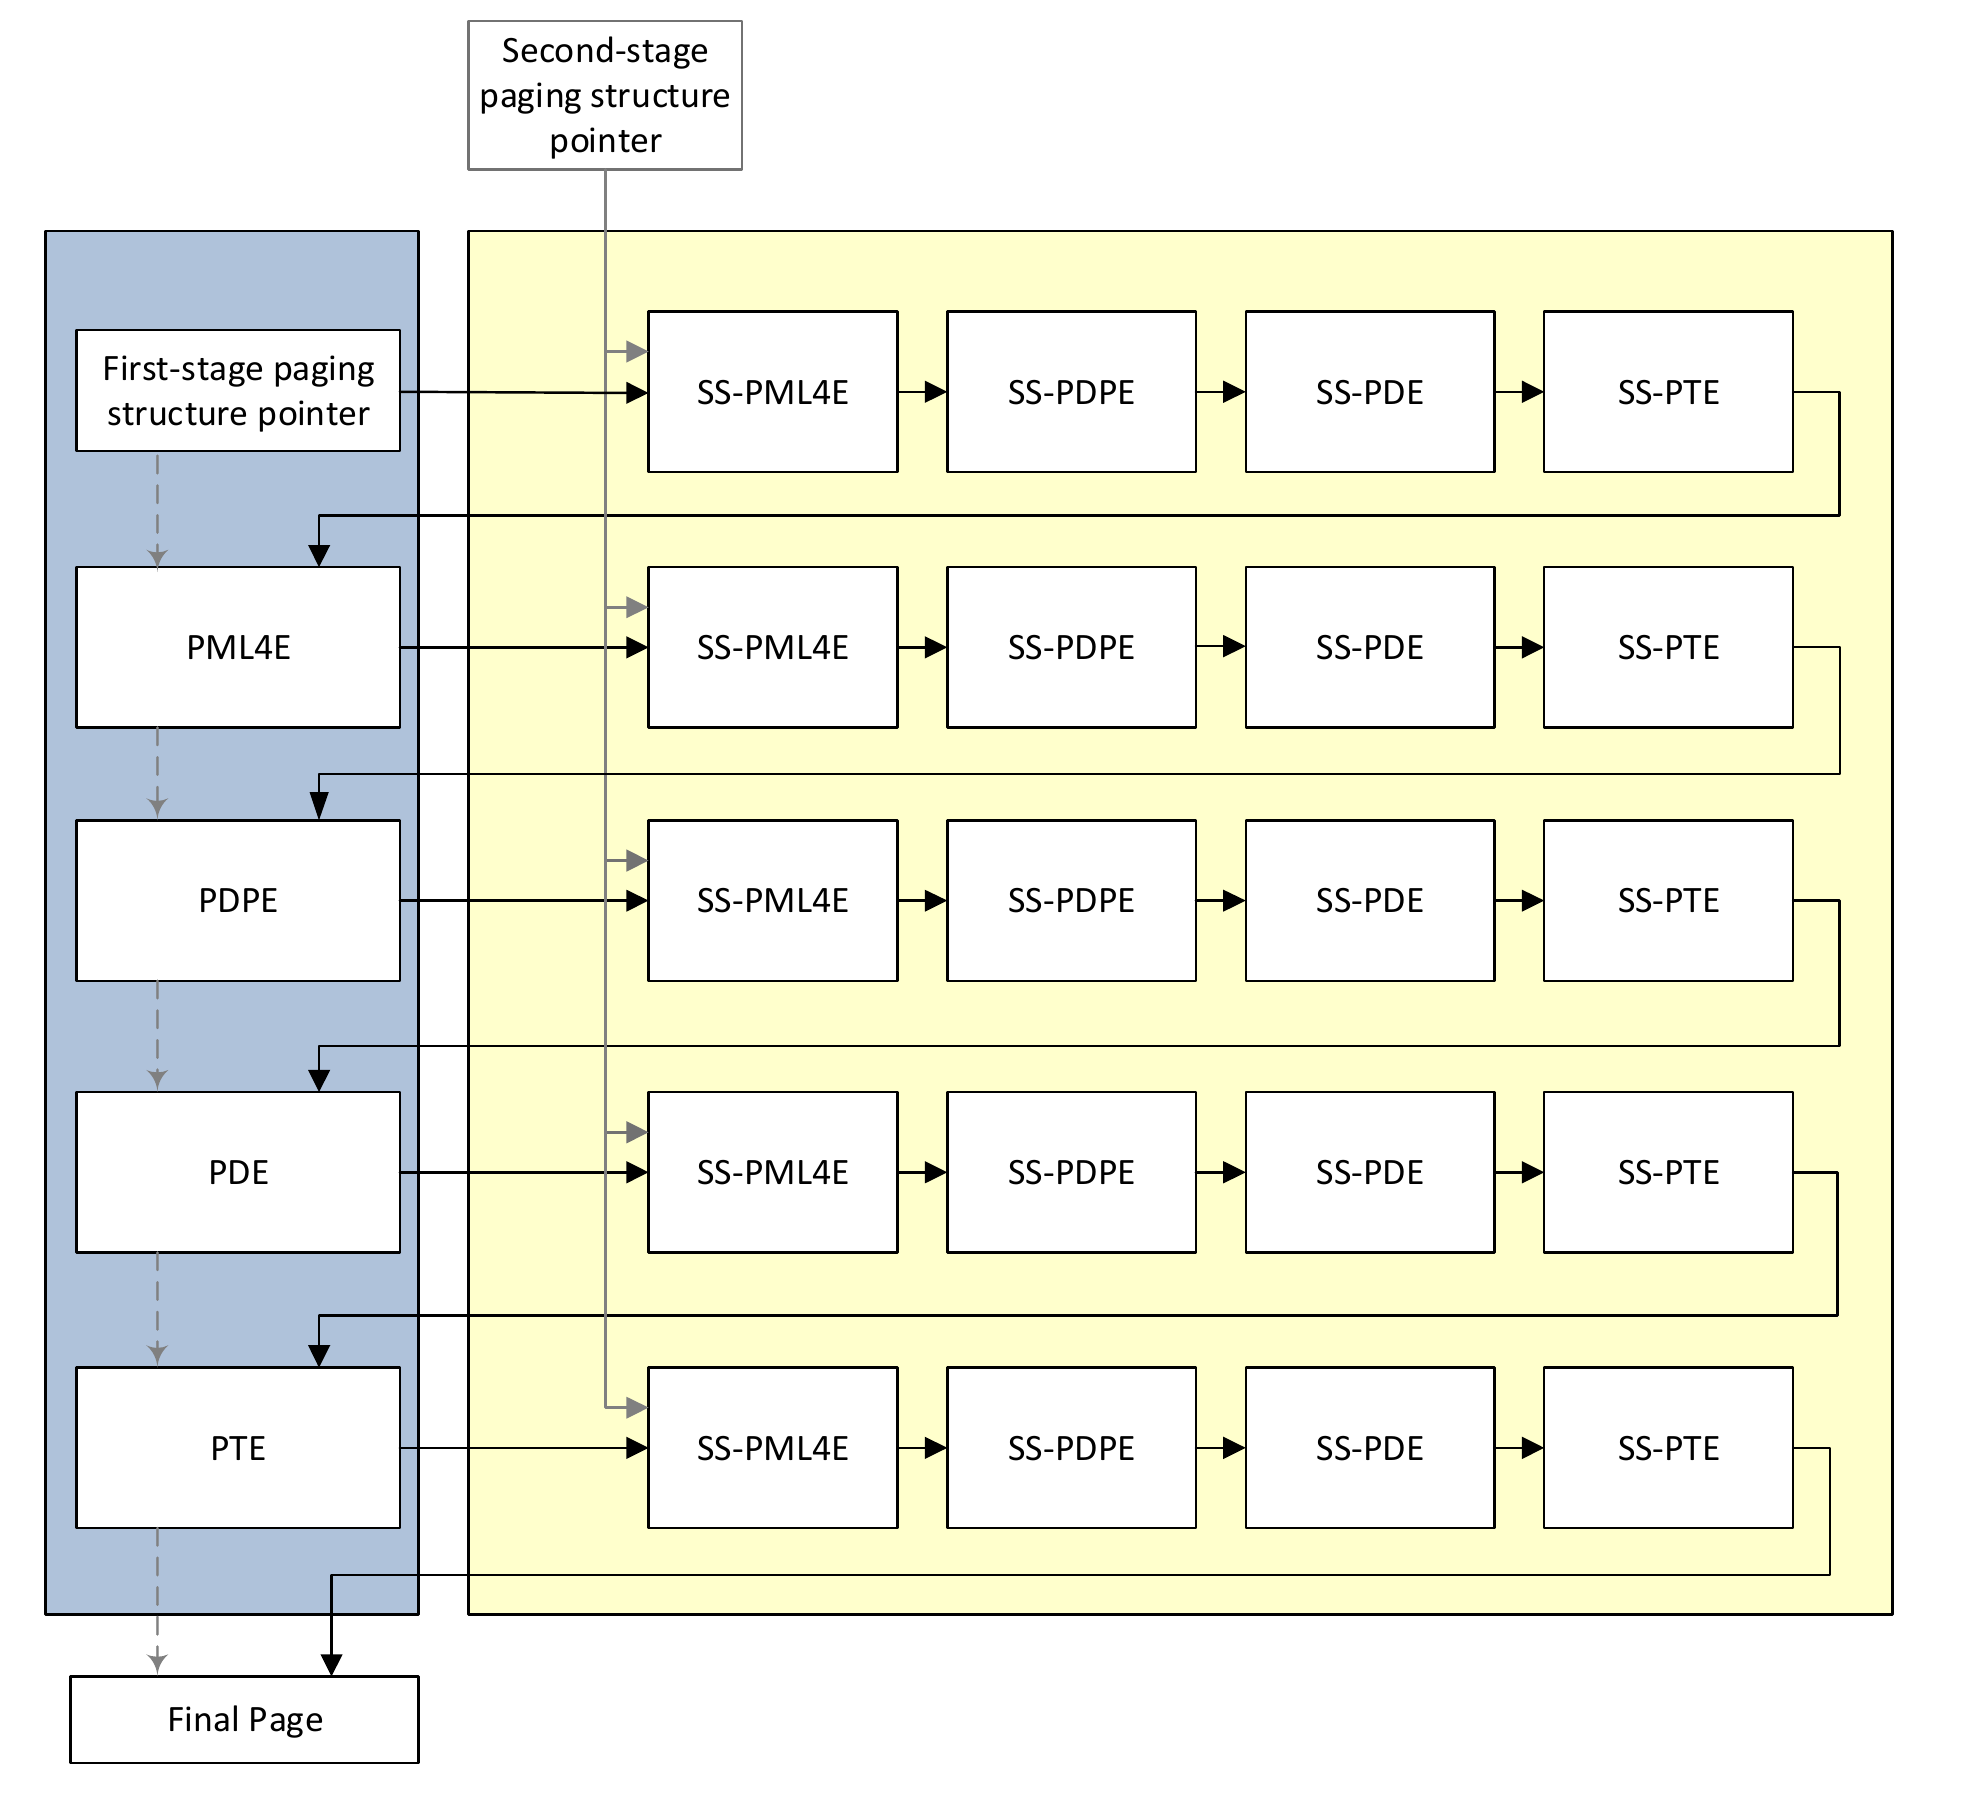 Second-stage
paging structure
pointer
First-stage paging
structure pointer
SS-PML4E
SS-PDPE
SS-PDE
SS-PTE
PML4E
SS-PML4E
SS-PDPE
SS-PDE
SS-PTE
PDPE
SS-PML4E
SS-PDPE
SS-PDE
SS-PTE
PDE
SS-PML4E
SS-PDPE
SS-PDE
SS-PTE
PTE
SS-PML4E
SS-PDPE
SS-PDE
SS-PTE
Final Page